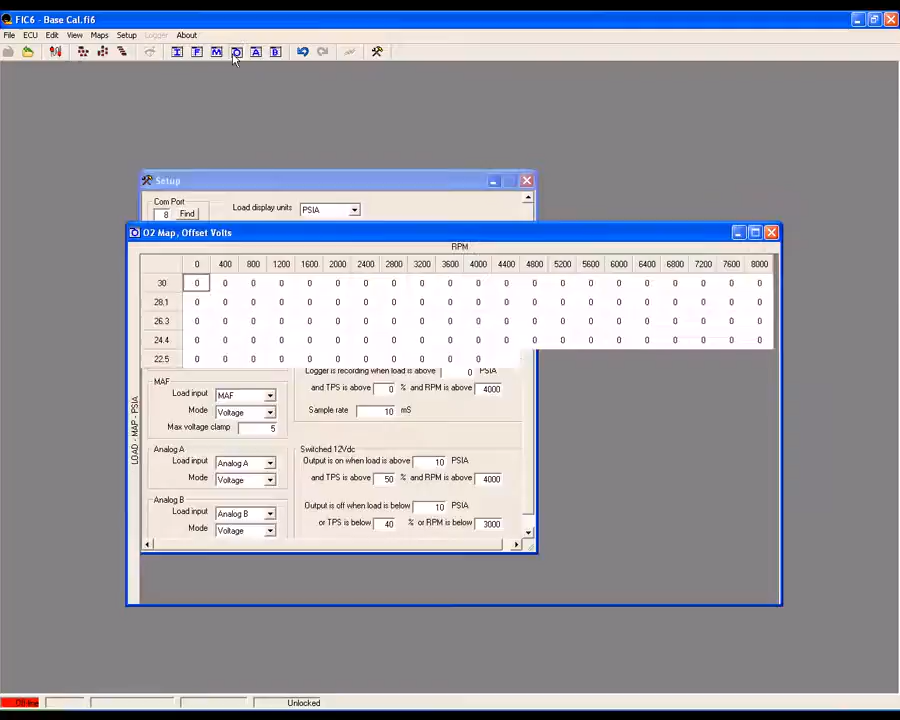 FIC6 - Base Cal.fi6
File ECU Edit View Maps Setup Logger About
I F M O A B
Setup
Com Port
8 Find
Load display units PSIA
O2 Map, Offset Volts
RPM
0 400 800 1200 1600 2000 2400 2800 3200 3600 4000 4400 4800 5200 5600 6000 6400 6800 7200 7600 8000
30 0 0 0 0 0 0 0 0 0 0 0 0 0 0 0 0 0 0 0 0 0
28.1 0 0 0 0 0 0 0 0 0 0 0 0 0 0 0 0 0 0 0 0 0
26.3 0 0 0 0 0 0 0 0 0 0 0 0 0 0 0 0 0 0 0 0 0
24.4 0 0 0 0 0 0 0 0 0 0 0 0 0 0 0 0 0 0 0 0 0
22.5 0 0 0 0 0 0 0 0 0 0 0
LOAD - MAP - PSIA
MAF
Load input MAF
Mode Voltage
Max voltage clamp 5
Logger is recording when load is above 0 PSIA
and TPS is above 0 % and RPM is above 4000
Sample rate 10 mS
Analog A
Load input Analog A
Mode Voltage
Switched 12Vdc
Output is on when load is above 10 PSIA
and TPS is above 50 % and RPM is above 4000
Analog B
Load input Analog B
Mode Voltage
Output is off when load is below 10 PSIA
or TPS is below 40 % or RPM is below 3000
Off-line
Unlocked